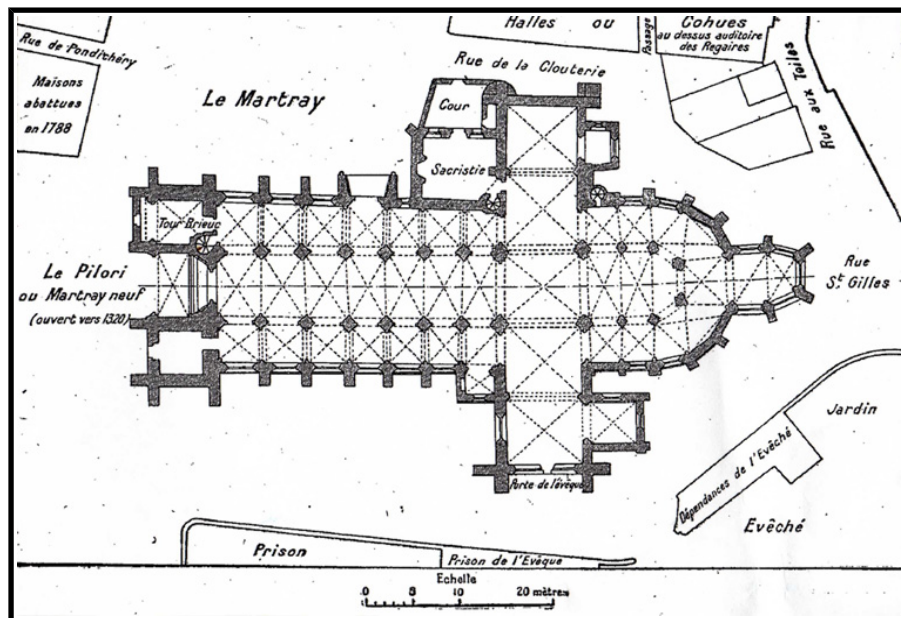 Halles ou
Cohues
au dessus auditoire
des Regaires
Passage
Rue de Pondichéry
Rue de la Clouterie
Rue aux Toiles
Maisons
abattues
en 1788
Le Martray
Cour
Sacristie
Tour Brieuc
Le Pilori
ou Martray neuf
(ouvert vers 1320)
Rue
St. Gilles
Jardin
Dépendances de l'Evêché
Porte de l'évêque
Evêché
Prison
Prison de l'Evêque
Echelle
0 5 10 20 mètres